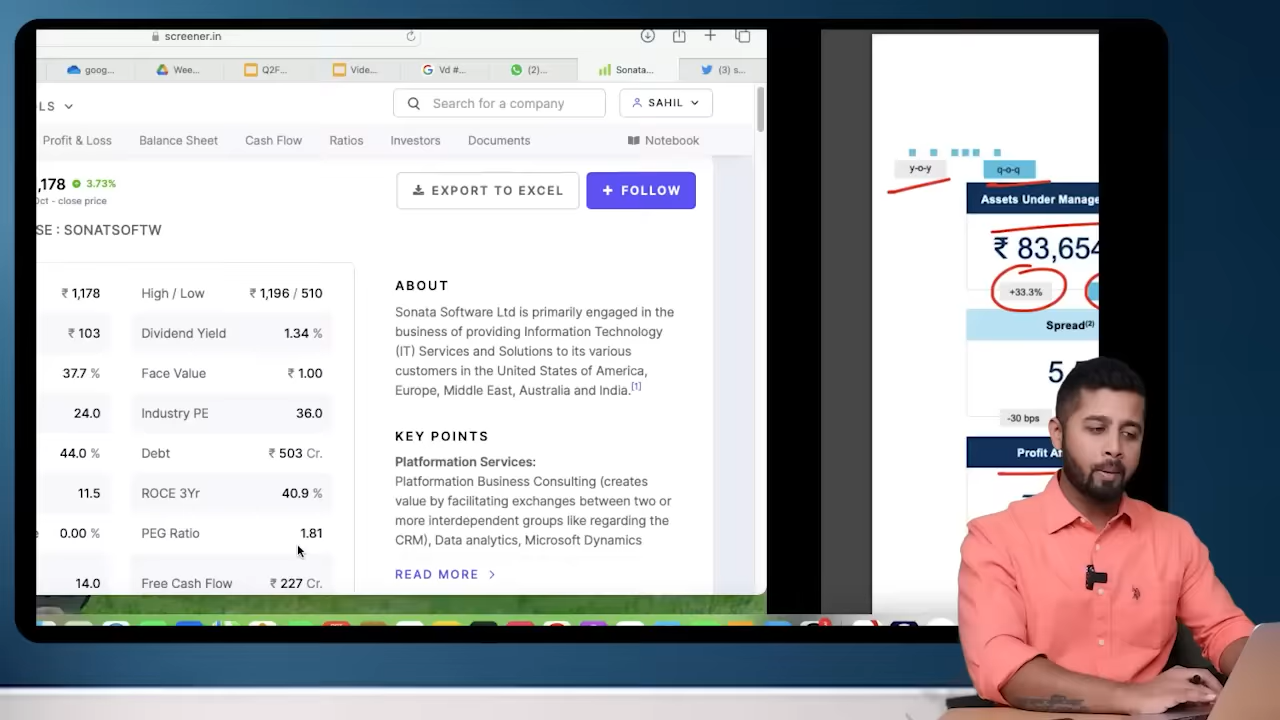 screener.in
goog...
Wee...
Q2F...
Vide...
Vd #...
(2)...
Sonata...
(3) s...
LS
Search for a company
SAHIL
Profit & Loss
Balance Sheet
Cash Flow
Ratios
Investors
Documents
Notebook
,178
3.73%
Oct - close price
EXPORT TO EXCEL
+ FOLLOW
SE : SONATSOFTW
₹ 1,178
High / Low
₹ 1,196 / 510
₹ 103
Dividend Yield
1.34 %
37.7 %
Face Value
₹ 1.00
24.0
Industry PE
36.0
44.0 %
Debt
₹ 503 Cr.
11.5
ROCE 3Yr
40.9 %
0.00 %
PEG Ratio
1.81
14.0
Free Cash Flow
₹ 227 Cr.
ABOUT
Sonata Software Ltd is primarily engaged in the
business of providing Information Technology
(IT) Services and Solutions to its various
customers in the United States of America,
Europe, Middle East, Australia and India.[1]
KEY POINTS
Platformation Services:
Platformation Business Consulting (creates
value by facilitating exchanges between two or
more interdependent groups like regarding the
CRM), Data analytics, Microsoft Dynamics
READ MORE
y-o-y
q-o-q
Assets Under Manage
₹ 83,654
+33.3%
Spread(2)
-30 bps